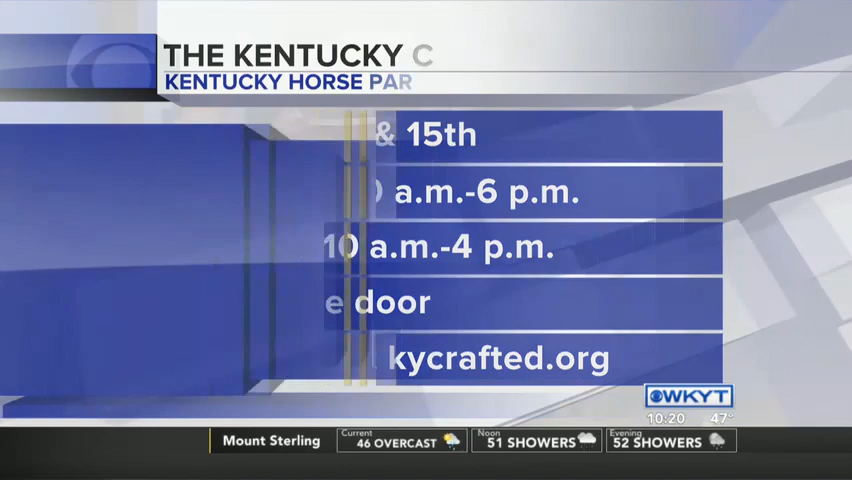 THE KENTUCKY C
KENTUCKY HORSE PAR
& 15th
a.m.-6 p.m.
10 a.m.-4 p.m.
e door
kycrafted.org
WKYT
10:20 47°
Mount Sterling
Current
46 OVERCAST
Noon
51 SHOWERS
Evening
52 SHOWERS